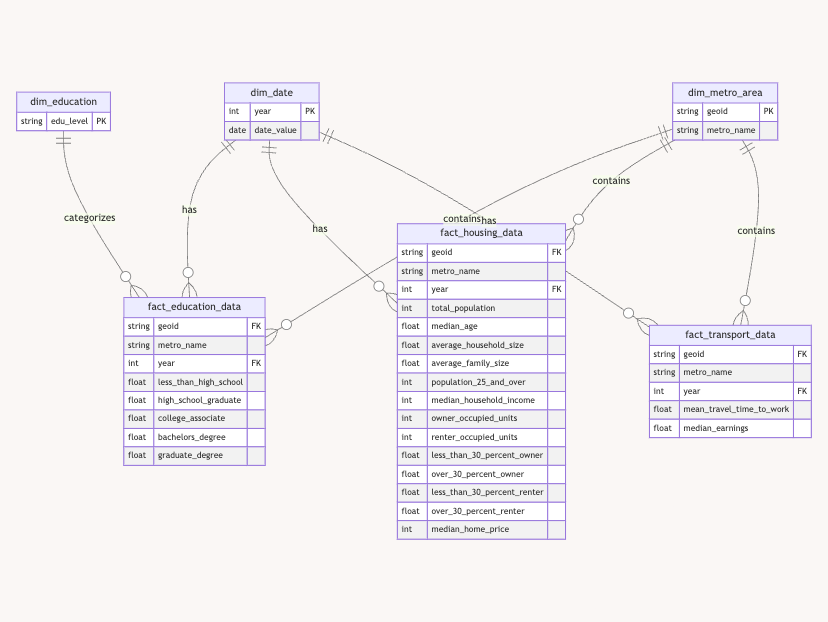 dim_education
string edu_level PK
dim_date
int year PK
date date_value
dim_metro_area
string geoid PK
string metro_name
categorizes
has
has
contains
has
contains
contains
fact_education_data
string geoid FK
string metro_name
int year FK
float less_than_high_school
float high_school_graduate
float college_associate
float bachelors_degree
float graduate_degree
fact_housing_data
string geoid FK
string metro_name
int year FK
int total_population
float median_age
float average_household_size
float average_family_size
int population_25_and_over
int median_household_income
int owner_occupied_units
int renter_occupied_units
float less_than_30_percent_owner
float over_30_percent_owner
float less_than_30_percent_renter
float over_30_percent_renter
int median_home_price
fact_transport_data
string geoid FK
string metro_name
int year FK
float mean_travel_time_to_work
float median_earnings